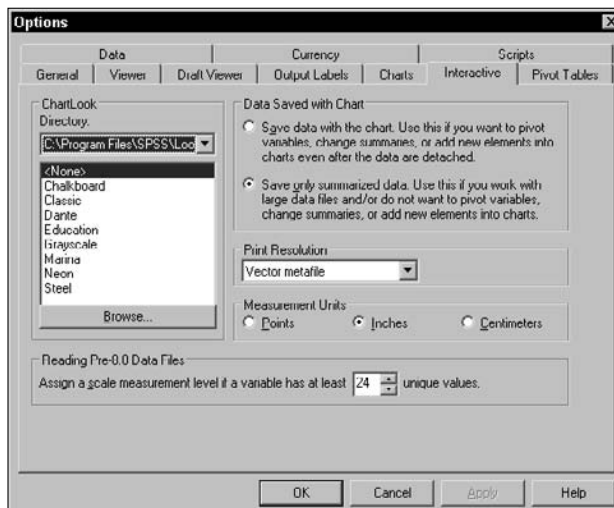 Options
Data Currency Scripts
General Viewer Draft Viewer Output Labels Charts Interactive Pivot Tables
ChartLook
Directory:
C:\Program Files\SPSS\Loo
<None>
Chalkboard
Classic
Dante
Education
Grayscale
Marina
Neon
Steel
Browse...
Data Saved with Chart
Save data with the chart. Use this if you want to pivot
variables, change summaries, or add new elements into
charts even after the data are detached.
Save only summarized data. Use this if you work with
large data files and/or do not want to pivot variables,
change summaries, or add new elements into charts.
Print Resolution
Vector metafile
Measurement Units
Points Inches Centimeters
Reading Pre-0.0 Data Files
Assign a scale measurement level if a variable has at least 24 unique values.
OK Cancel Apply Help